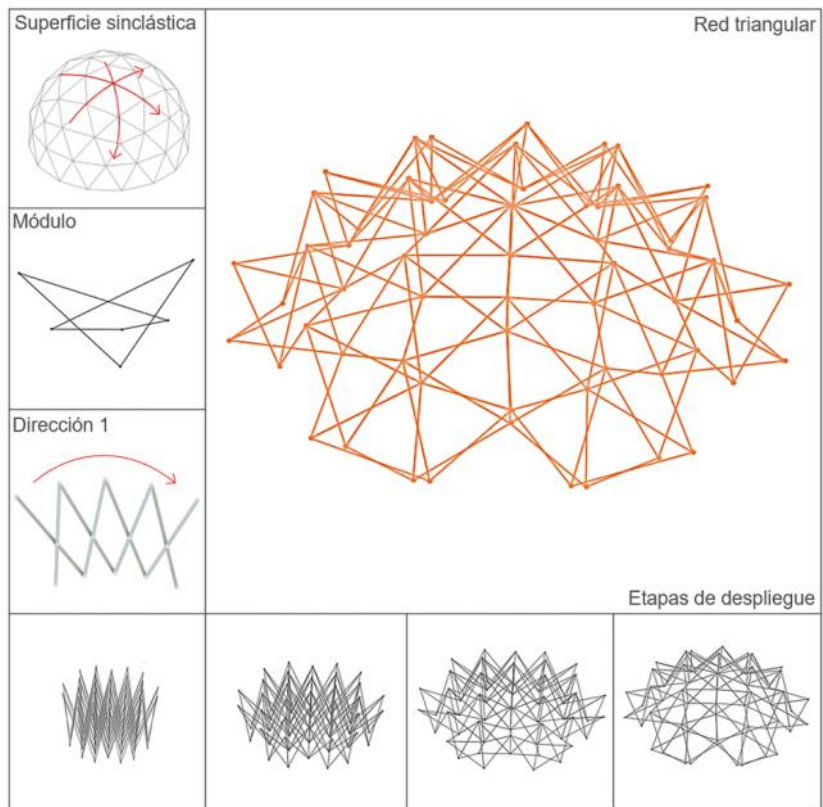 Superficie sinclástica
Red triangular
Módulo
Dirección 1
Etapas de despliegue